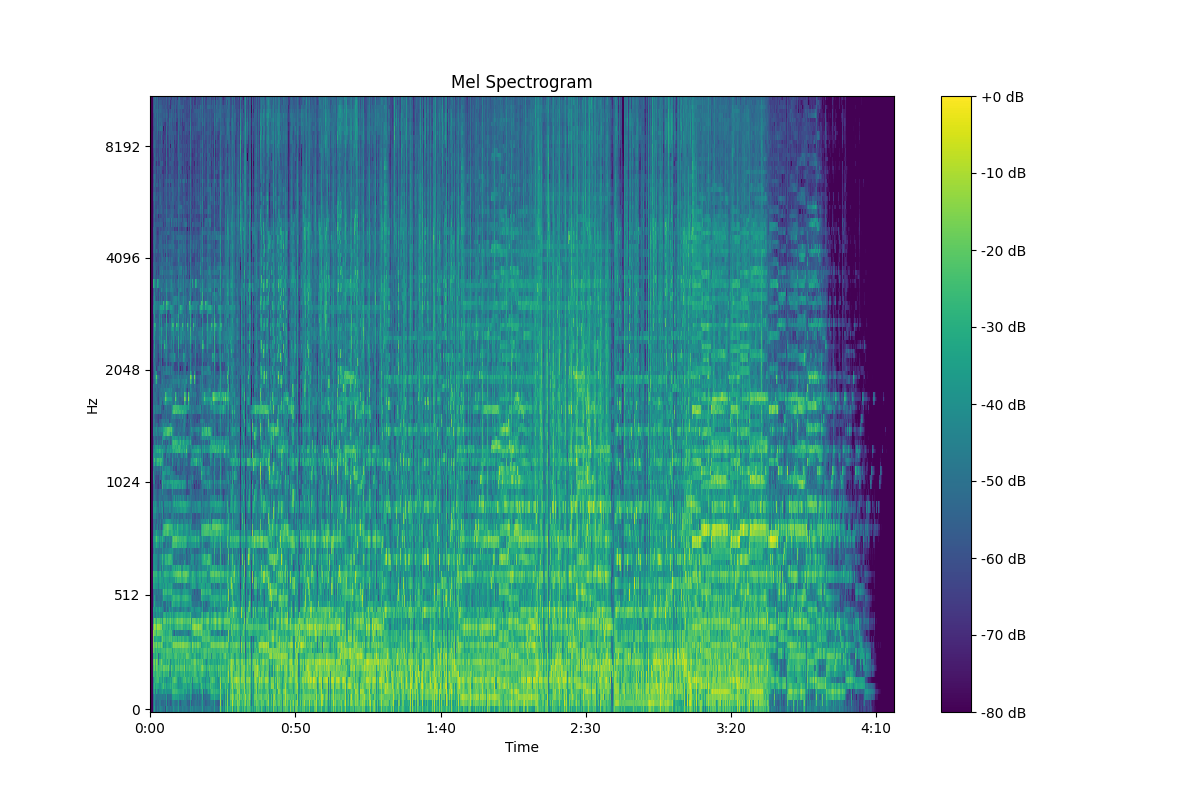 Mel Spectrogram
Hz
8192
4096
2048
1024
512
0
0:00 0:50 1:40 2:30 3:20 4:10
Time
+0 dB
-10 dB
-20 dB
-30 dB
-40 dB
-50 dB
-60 dB
-70 dB
-80 dB